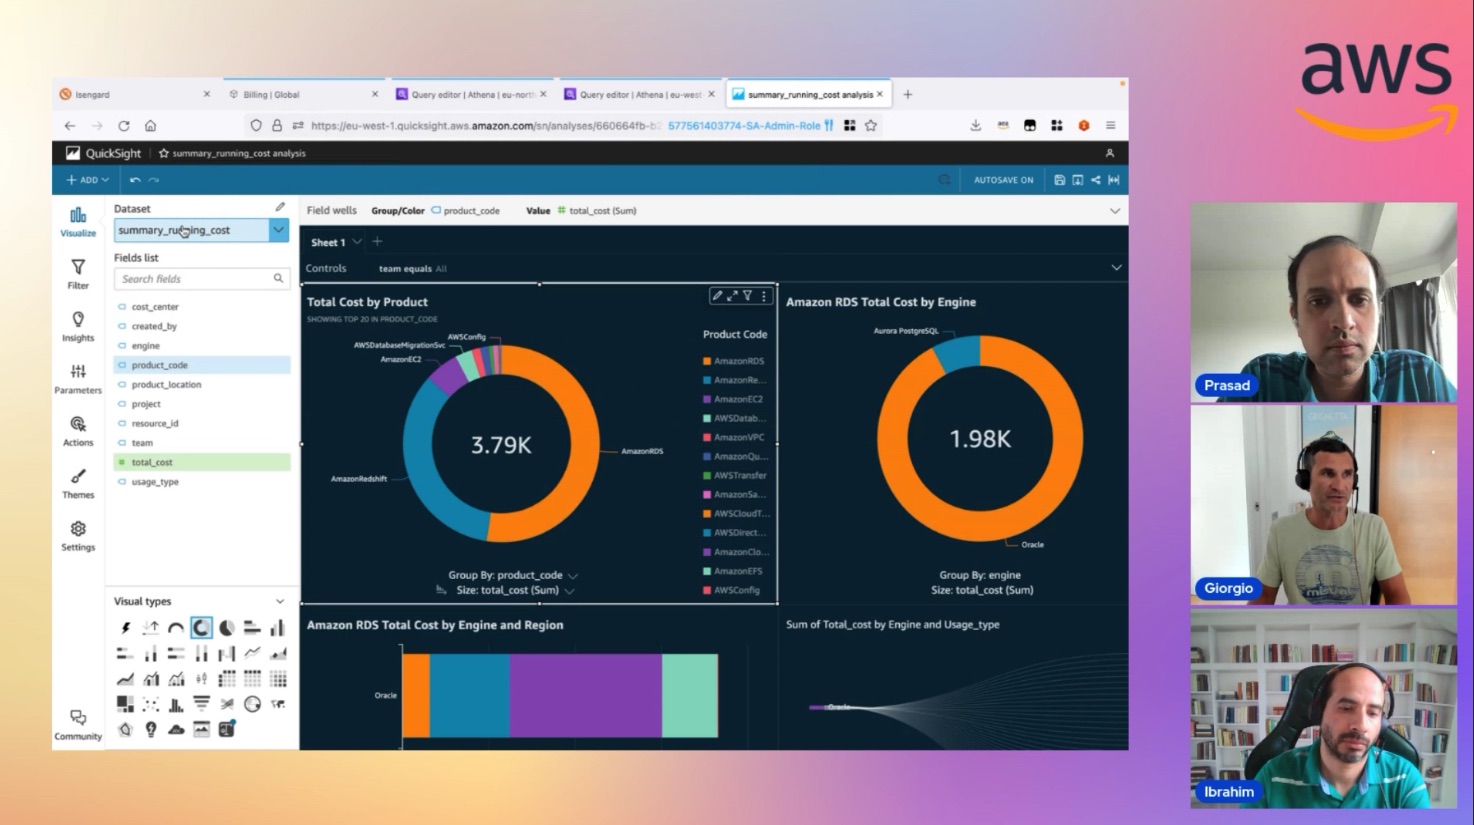 aws
Isengard
Billing | Global
Query editor | Athena | eu-nort
Query editor | Athena | eu-west
summary_running_cost analysis
https://eu-west-1.quicksight.aws.amazon.com/sn/analyses/660664fb-b
577561403774-SA-Admin-Role
QuickSight
summary_running_cost analysis
ADD
AUTOSAVE ON
Visualize
Filter
Insights
Parameters
Actions
Themes
Settings
Community
Dataset
summary_running_cost
Fields list
Search fields
cost_center
created_by
engine
product_code
product_location
project
resource_id
team
total_cost
usage_type
Visual types
Field wells
Group/Color product_code
Value # total_cost (Sum)
Sheet 1
Controls
team equals All
Total Cost by Product
SHOWING TOP 20 IN PRODUCT_CODE
AWSConfig
AWSDatabaseMigrationSvc
AmazonEC2
AmazonRedshift
AmazonRDS
3.79K
Group By: product_code
Size: total_cost (Sum)
Product Code
AmazonRDS
AmazonRe...
AmazonEC2
AWSDatab...
AmazonVPC
AmazonQu...
AWSTransfer
AmazonSa...
AWSCloudT...
AWSDirect...
AmazonClo...
AmazonEFS
AWSConfig
Amazon RDS Total Cost by Engine
Aurora PostgreSQL
1.98K
Oracle
Group By: engine
Size: total_cost (Sum)
Amazon RDS Total Cost by Engine and Region
Oracle
Sum of Total_cost by Engine and Usage_type
Oracle
Prasad
Giorgio
Ibrahim